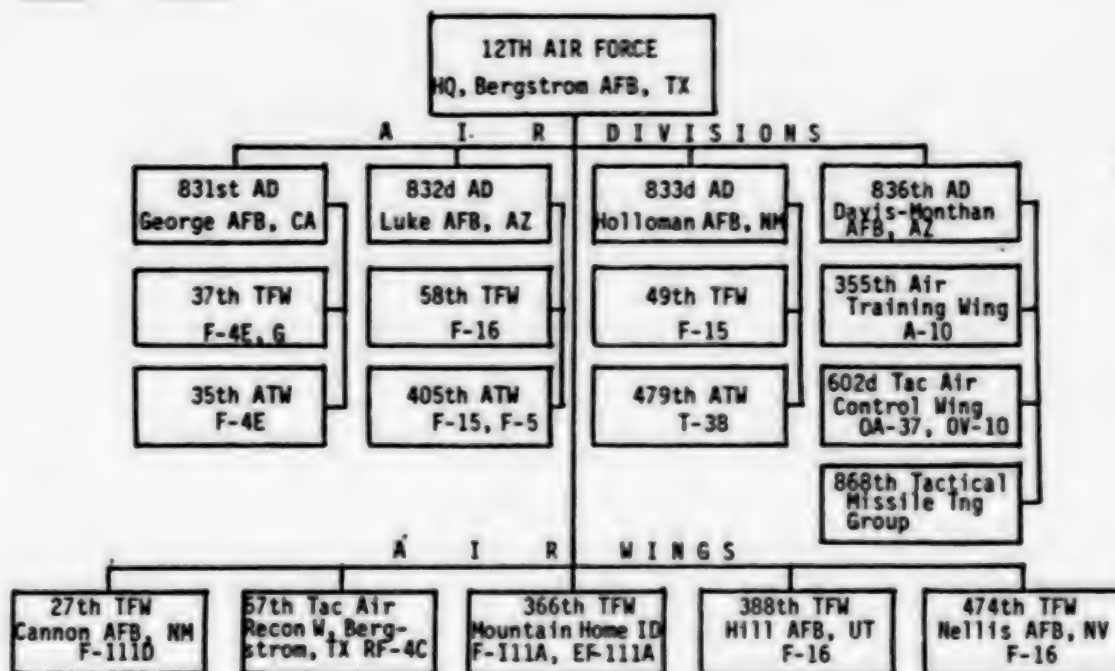 12TH AIR FORCE
HQ, Bergstrom AFB, TX
A I R D I V I S I O N S
831st AD
George AFB, CA
832d AD
Luke AFB, AZ
833d AD
Holloman AFB, NM
836th AD
Davis-Monthan
AFB, AZ
37th TFW
F-4E, G
58th TFW
F-16
49th TFW
F-15
355th Air
Training Wing
A-10
35th ATW
F-4E
405th ATW
F-15, F-5
479th ATW
T-38
602d Tac Air
Control Wing
OA-37, OV-10
868th Tactical
Missile Tng
Group
A I R W I N G S
27th TFW
Cannon AFB, NM
F-111D
67th Tac Air
Recon W, Berg-
strom, TX RF-4C
366th TFW
Mountain Home ID
F-111A, EF-111A
388th TFW
Hill AFB, UT
F-16
474th TFW
Nellis AFB, NV
F-16